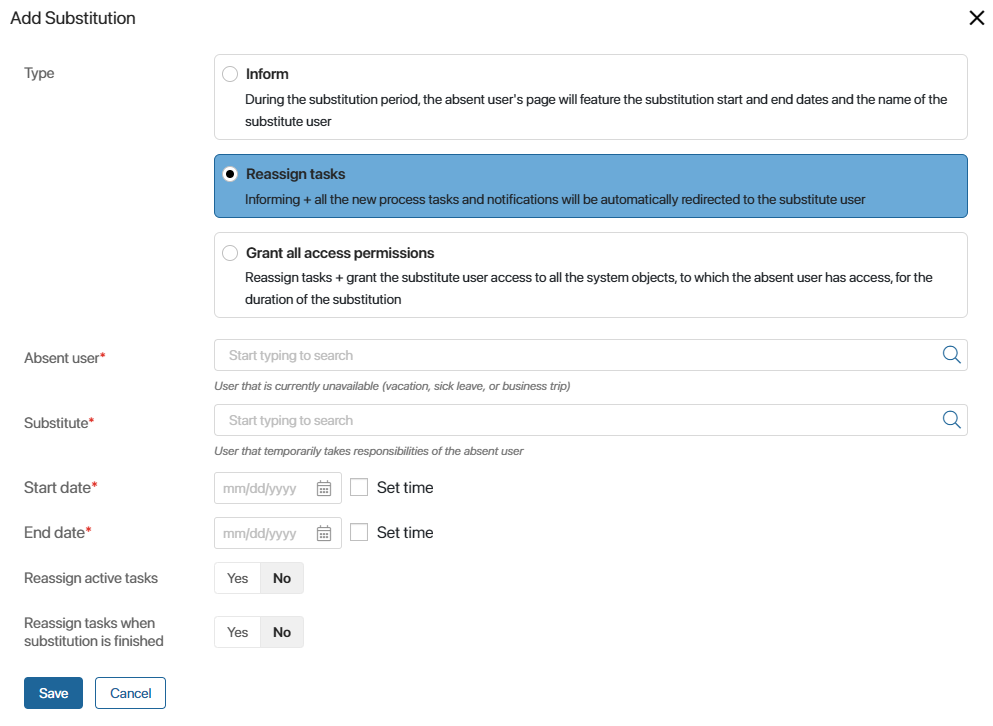 Add Substitution
Type
Inform
During the substitution period, the absent user's page will feature the substitution start and end dates and the name of the
substitute user
Reassign tasks
Informing + all the new process tasks and notifications will be automatically redirected to the substitute user
Grant all access permissions
Reassign tasks + grant the substitute user access to all the system objects, to which the absent user has access, for the
duration of the substitution
Absent user*
Start typing to search
User that is currently unavailable (vacation, sick leave, or business trip)
Substitute*
Start typing to search
User that temporarily takes responsibilities of the absent user
Start date*
mm/dd/yyyy
Set time
End date*
mm/dd/yyyy
Set time
Reassign active tasks
Yes No
Reassign tasks when
substitution is finished
Yes No
Save Cancel